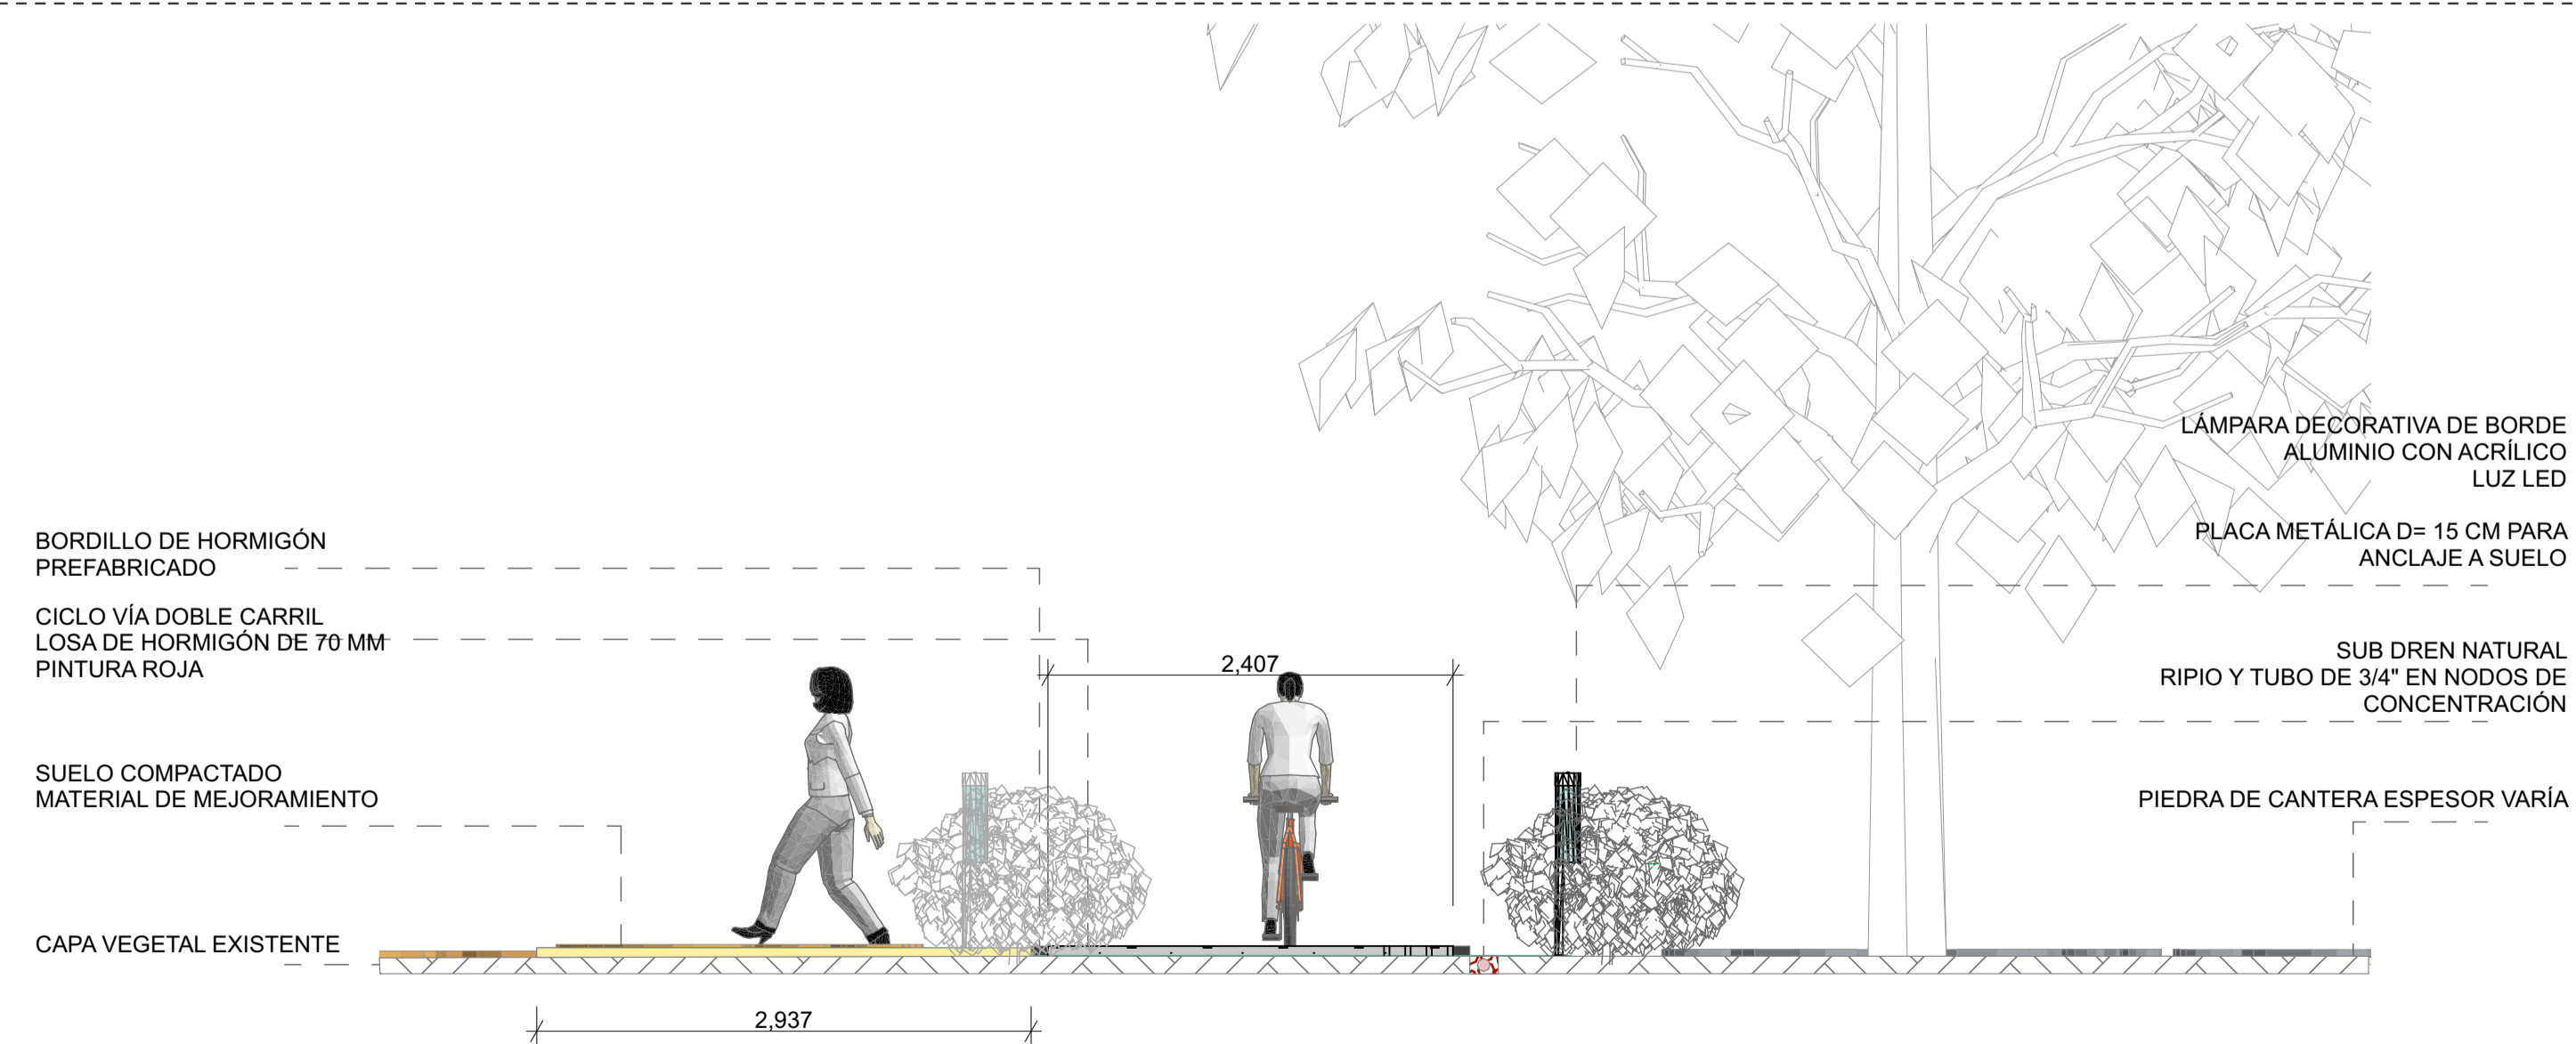 LÁMPARA DECORATIVA DE BORDE
ALUMINIO CON ACRÍLICO
LUZ LED
PLACA METÁLICA D= 15 CM PARA
ANCLAJE A SUELO
BORDILLO DE HORMIGÓN
PREFABRICADO
CICLO VÍA DOBLE CARRIL
LOSA DE HORMIGÓN DE 70 MM
PINTURA ROJA
2,407
SUB DREN NATURAL
RIPIO Y TUBO DE 3/4" EN NODOS DE
CONCENTRACIÓN
SUELO COMPACTADO
MATERIAL DE MEJORAMIENTO
PIEDRA DE CANTERA ESPESOR VARÍA
CAPA VEGETAL EXISTENTE
2,937